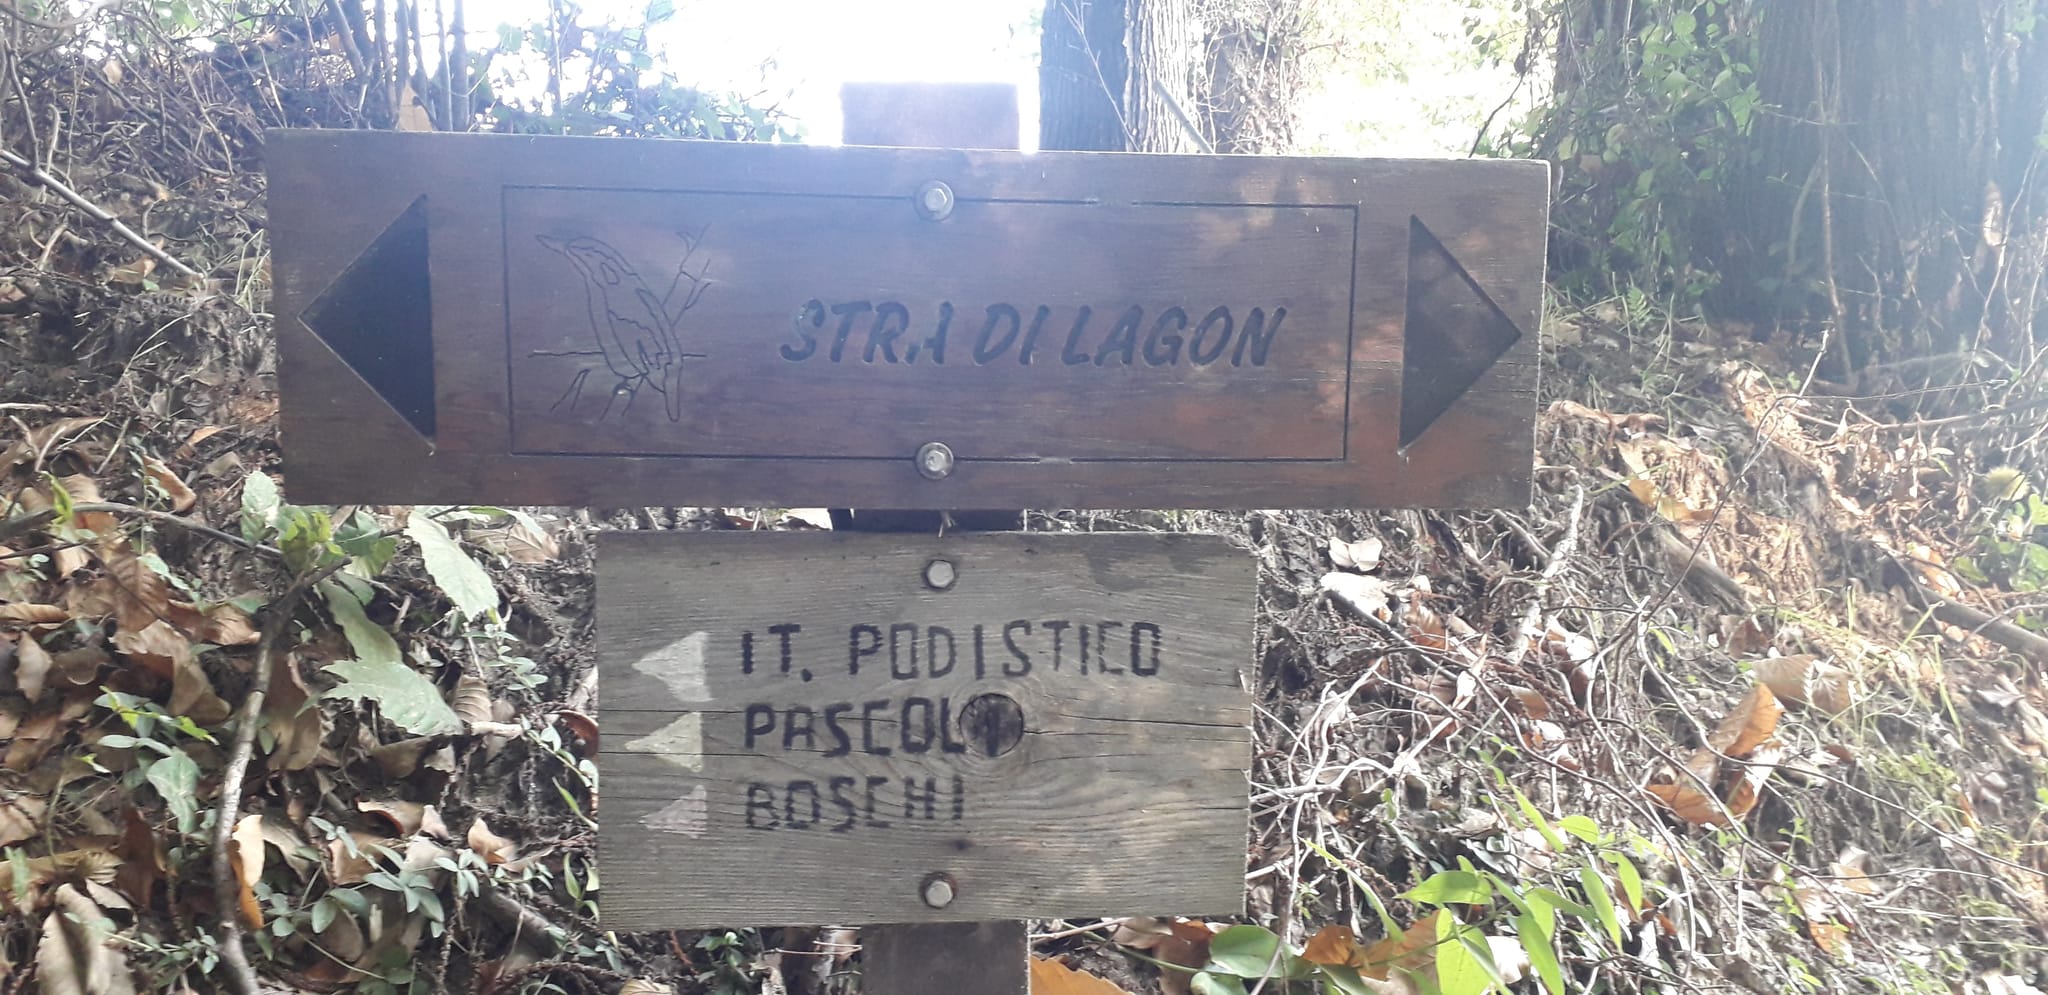 STRA DI LAGON
IT. PODISTICO
PASCOLI
BOSCHI